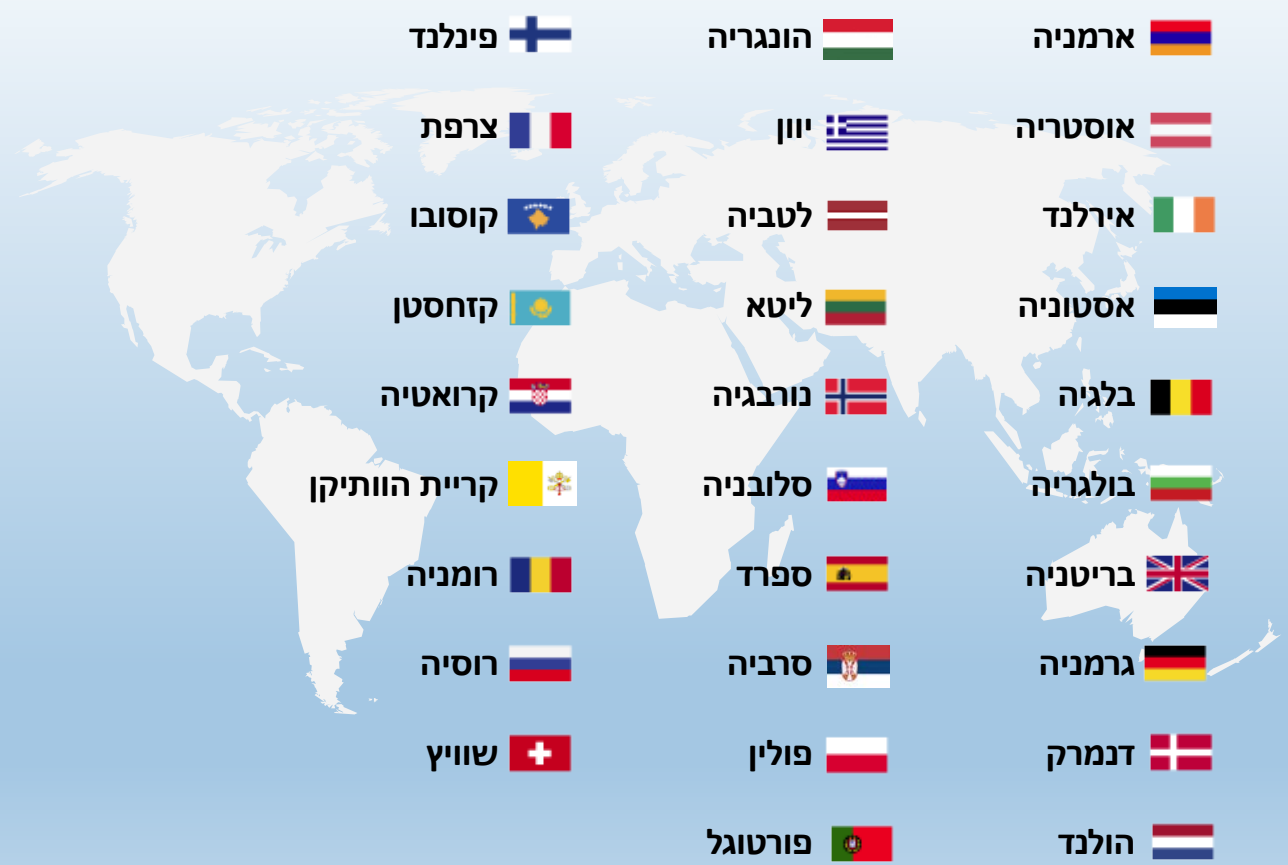 ארמניה
אוסטריה
אירלנד
אסטוניה
בלגיה
בולגריה
בריטניה
גרמניה
דנמרק
הולנד
הונגריה
יוון
לטביה
ליטא
נורבגיה
סלובניה
ספרד
סרביה
פולין
פורטוגל
פינלנד
צרפת
קוסובו
קזחסטן
קרואטיה
קריית הוותיקן
רומניה
רוסיה
שוויץ